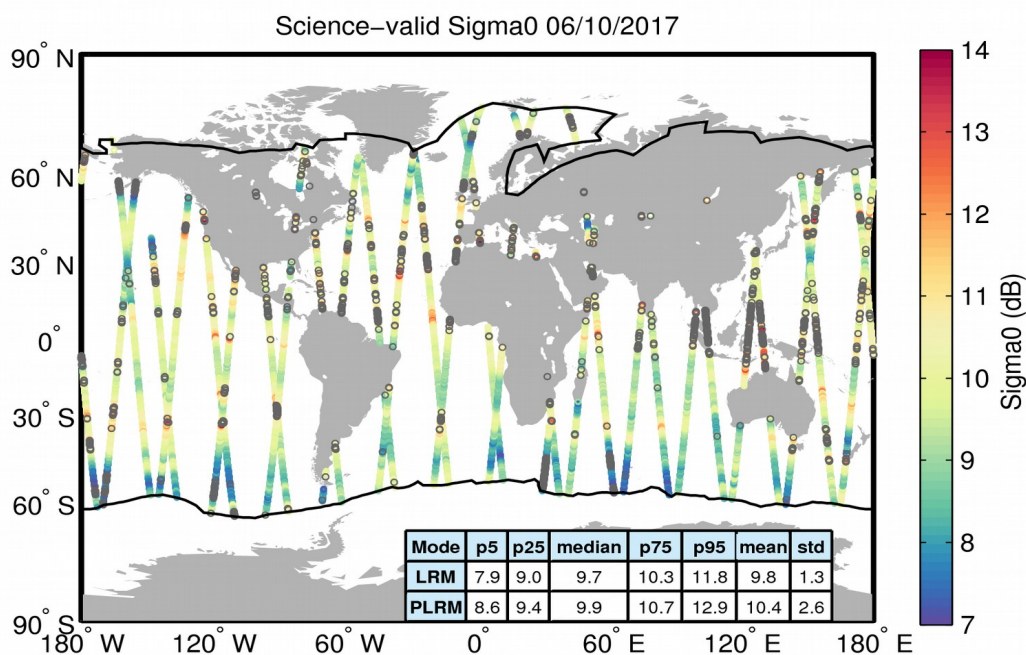 Science−valid Sigma0 06/10/2017
90° N
60° N
30° N
0°
30° S
60° S
90° S
180° W
120° W
60° W
0°
60° E
120° E
180° E
Mode p5 p25 median p75 p95 mean std
LRM 7.9 9.0 9.7 10.3 11.8 9.8 1.3
PLRM 8.6 9.4 9.9 10.7 12.9 10.4 2.6
14
13
12
11
10
9
8
7
Sigma0 (dB)